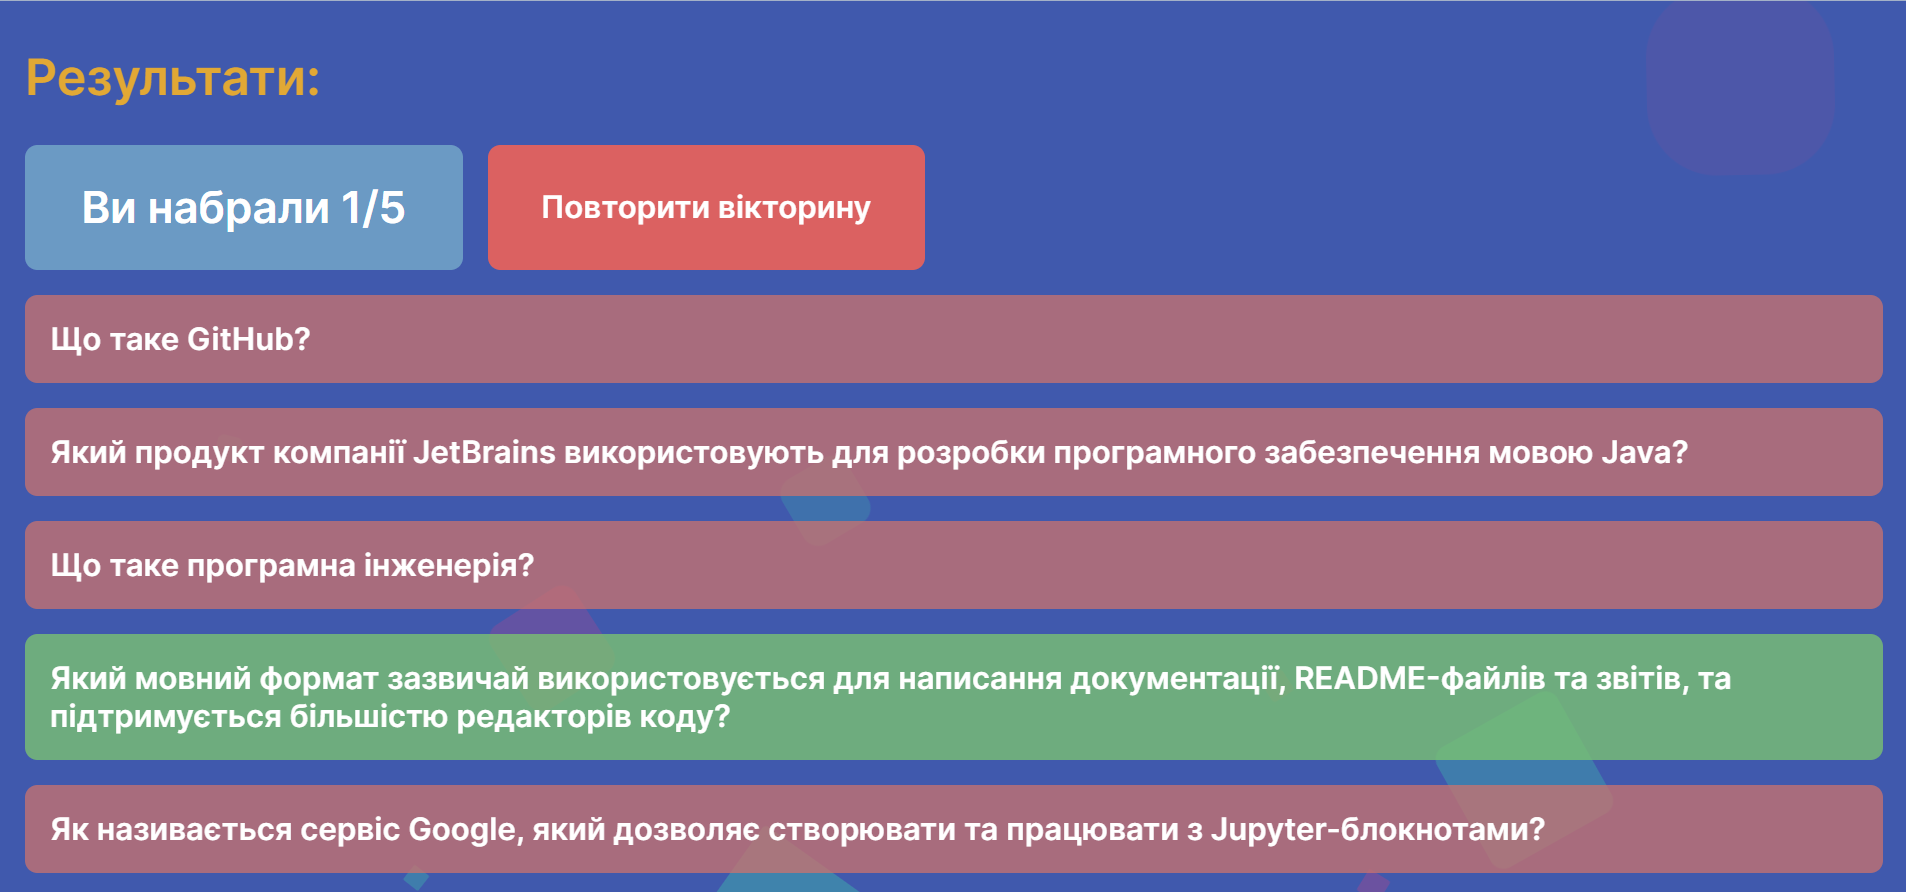 Результати:
Ви набрали 1/5
Повторити вікторину
Що таке GitHub?
Який продукт компанії JetBrains використовують для розробки програмного забезпечення мовою Java?
Що таке програмна інженерія?
Який мовний формат зазвичай використовується для написання документації, README-файлів та звітів, та
підтримується більшістю редакторів коду?
Як називається сервіс Google, який дозволяє створювати та працювати з Jupyter-блокнотами?